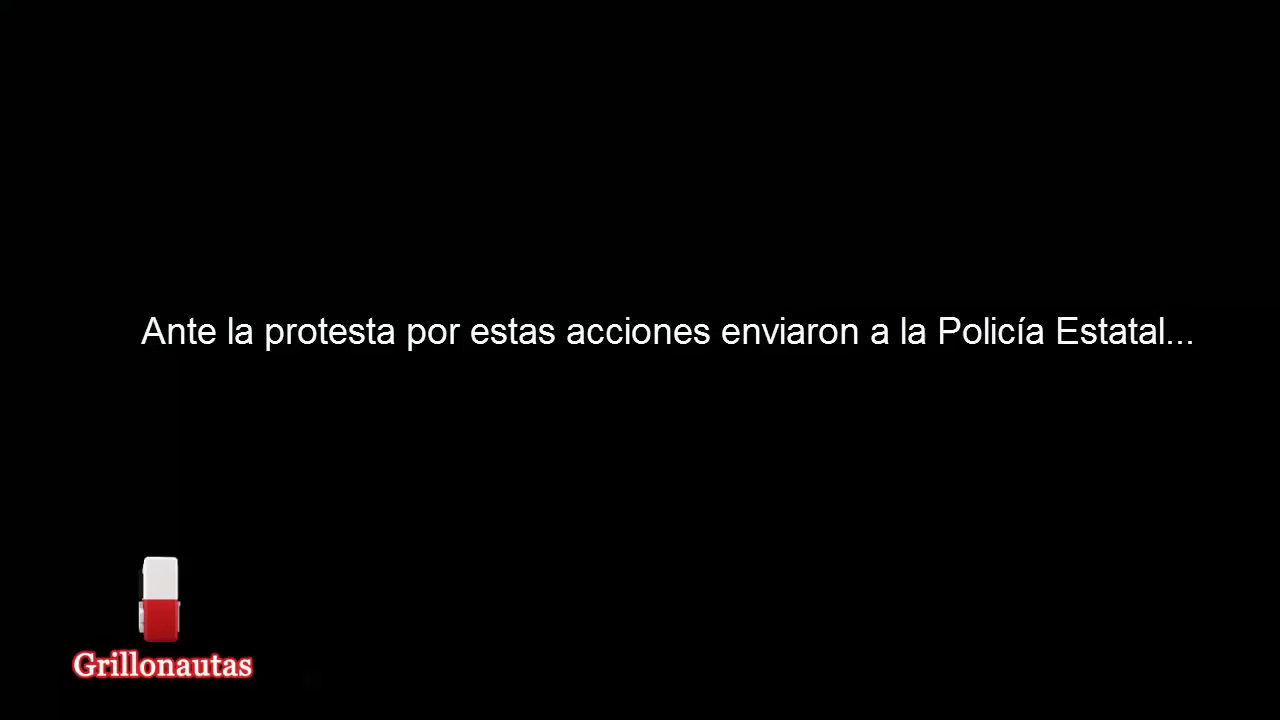 Ante la protesta por estas acciones enviaron a la Policía Estatal...
Grillonautas